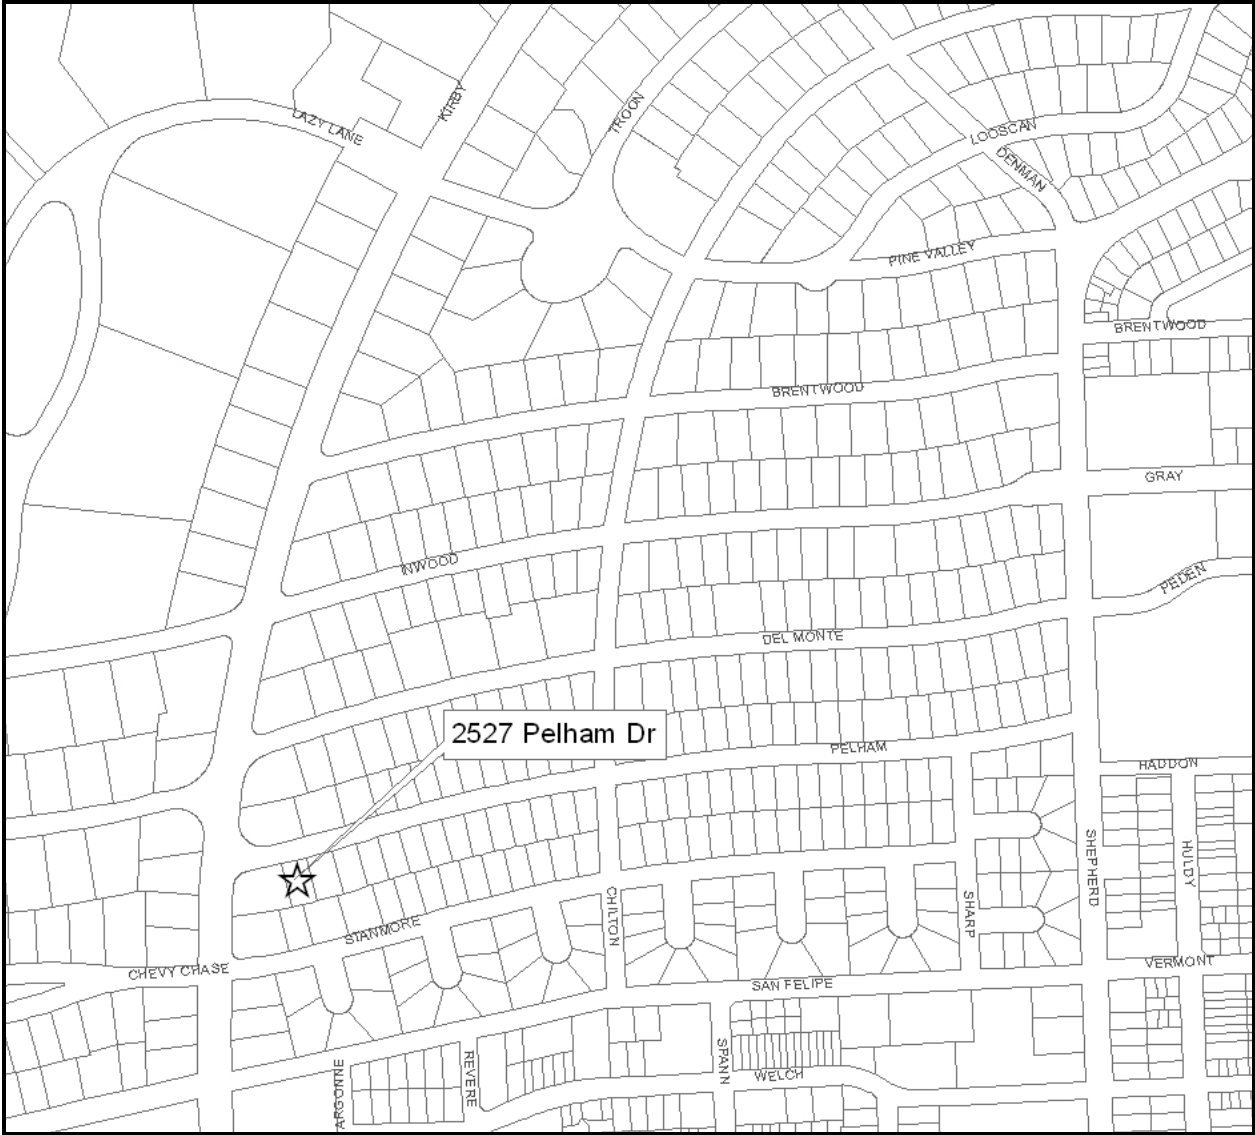 KIRBY
TROON
LAZY LANE
LOOSCAN
DENMAN
PINE VALLEY
BRENTWOOD
BRENTWOOD
GRAY
INWOOD
PEDEN
DEL MONTE
2527 Pelham Dr
PELHAM
HADDON
SHEPHERD
HULDY
CHILTON
SHARP
STANMORE
CHEVY CHASE
VERMONT
SAN FELIPE
SPANN
REVERE
ARGONNE
WELCH